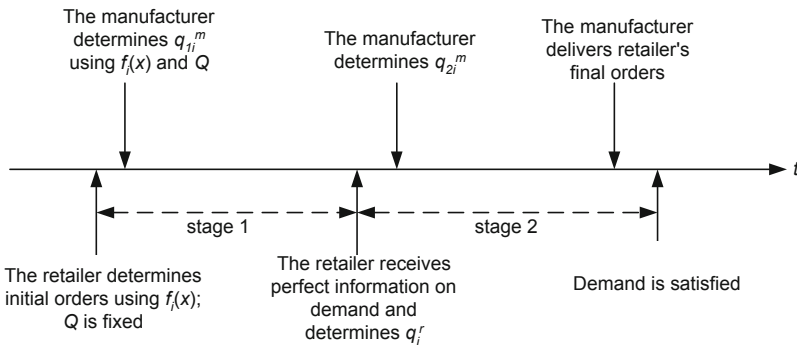 The manufacturer
determines q₁ᵢᵐ
using fᵢ(x) and Q
The manufacturer
determines q₂ᵢᵐ
The manufacturer
delivers retailer's
final orders
t
stage 1
stage 2
The retailer determines
initial orders using fᵢ(x);
Q is fixed
The retailer receives
perfect information on
demand and
determines qᵢʳ
Demand is satisfied